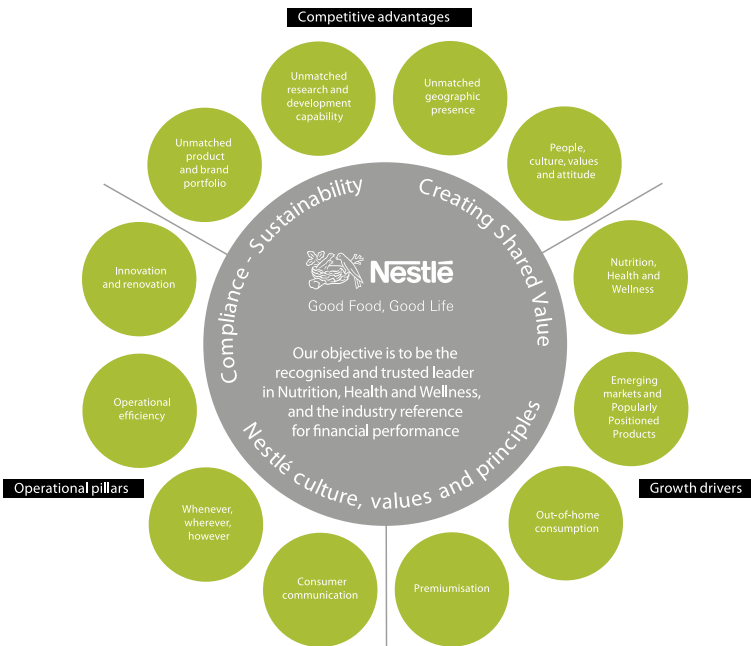 Competitive advantages
Unmatched
research and
development
capability
Unmatched
geographic
presence
Unmatched
product
and brand
portfolio
People,
culture, values
and attitude
Compliance - Sustainability
Creating Shared Value
Innovation
and renovation
Nestlé
Good Food, Good Life
Nutrition,
Health and
Wellness
Our objective is to be the
recognised and trusted leader
in Nutrition, Health and Wellness,
and the industry reference
for financial performance
Operational
efficiency
Emerging
markets and
Popularly
Positioned
Products
Nestlé culture, values and principles
Operational pillars
Growth drivers
Whenever,
wherever,
however
Out-of-home
consumption
Consumer
communication
Premiumisation